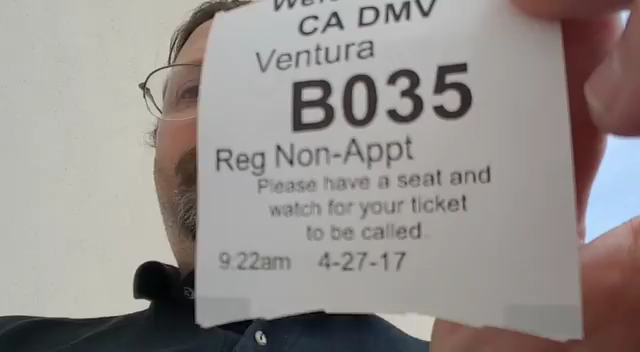 CA DMV
Ventura
B035
Reg Non-Appt
Please have a seat and
watch for your ticket
to be called.
9:22am 4-27-17